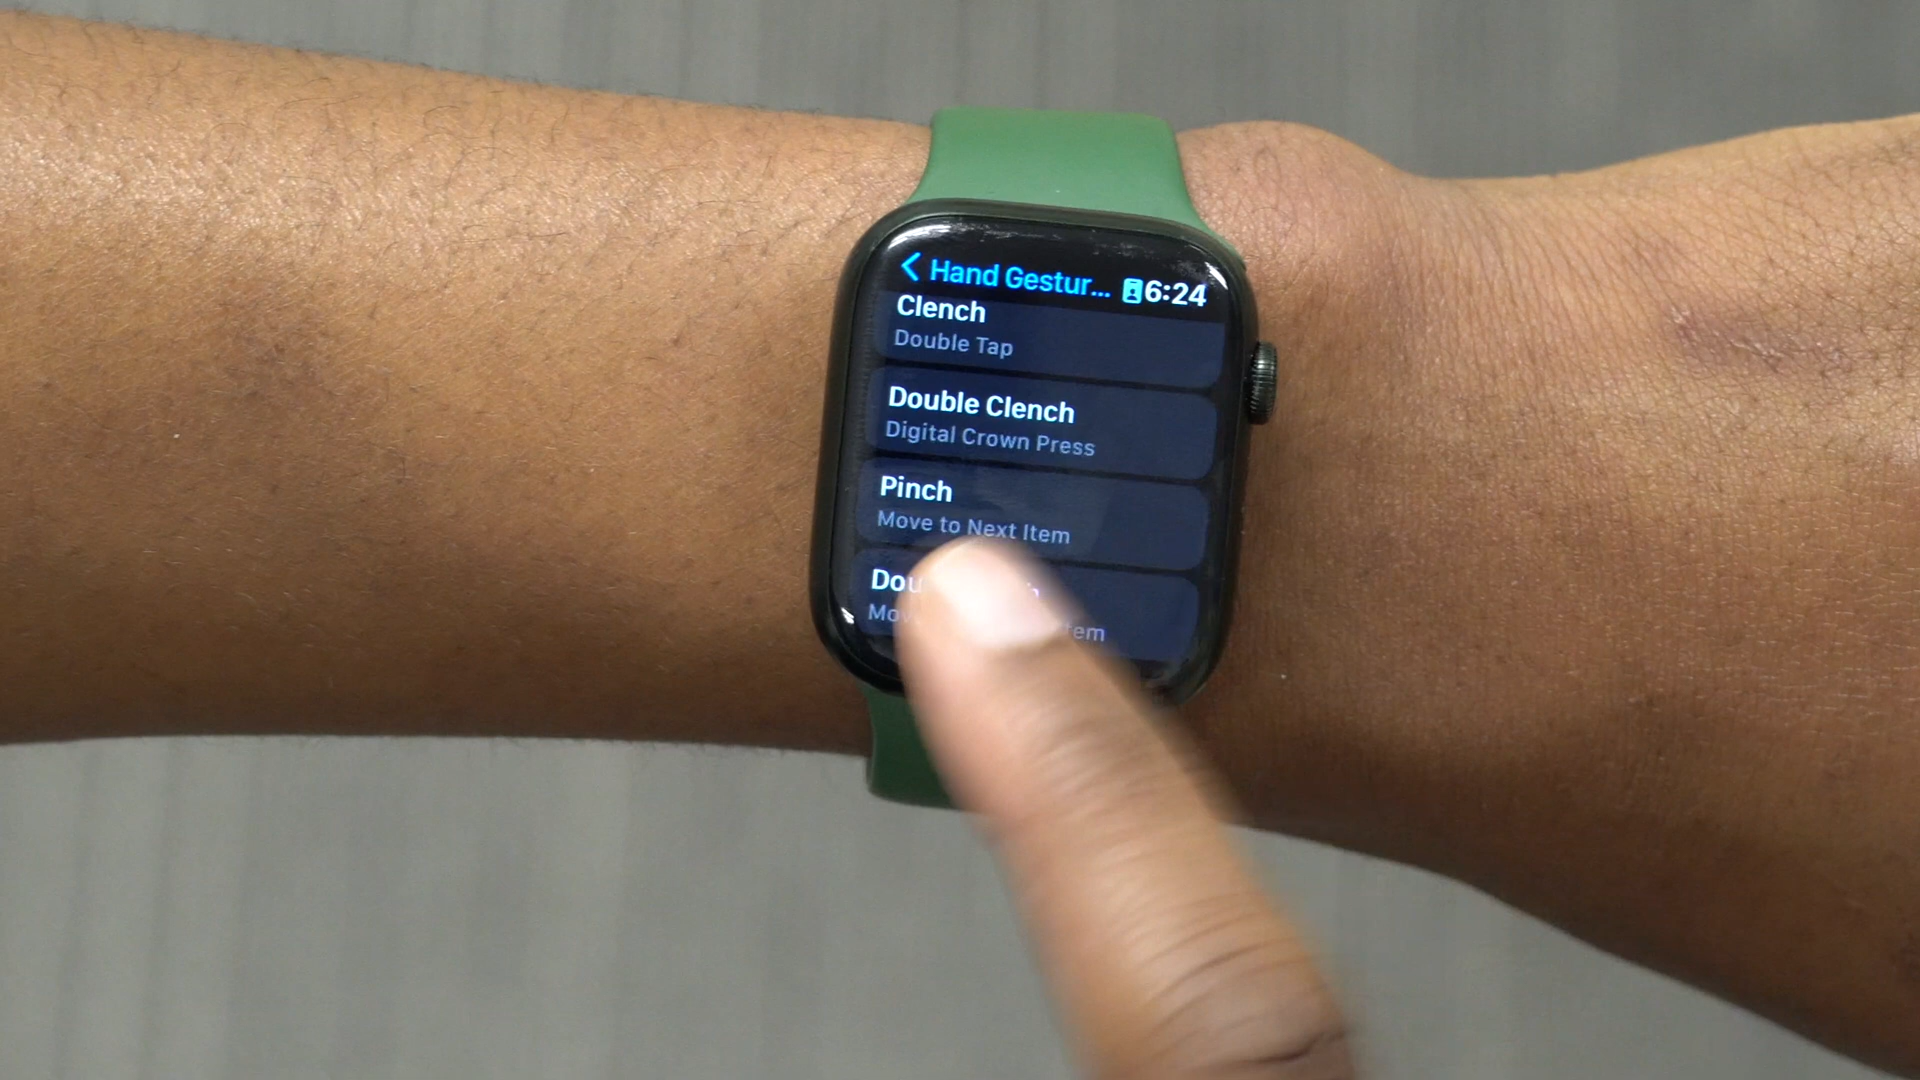 Hand Gestur... 6:24
Clench
Double Tap
Double Clench
Digital Crown Press
Pinch
Move to Next Item